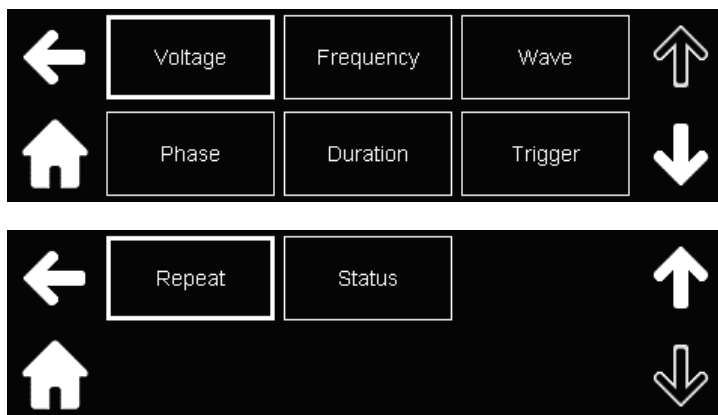 Voltage Frequency Wave
Phase Duration Trigger
Repeat Status